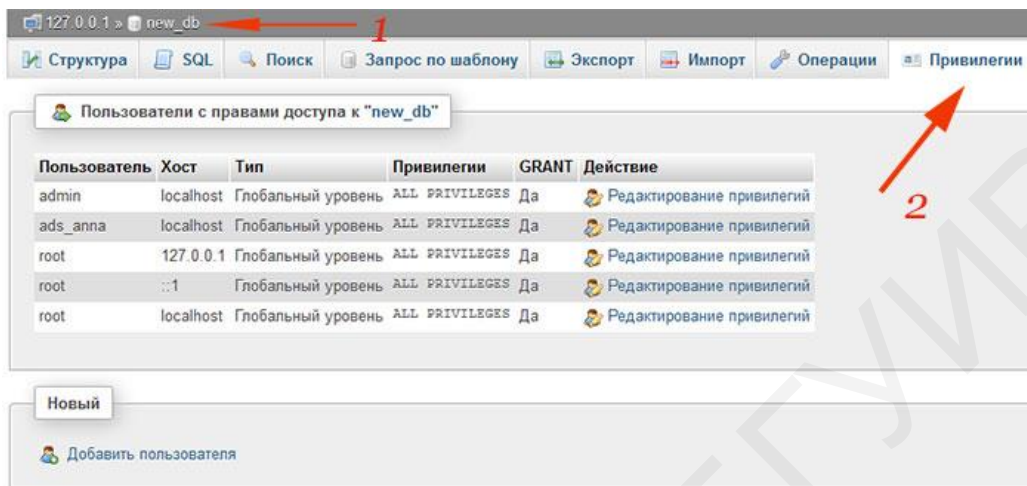 127.0.0.1 » new_db
1
Структура SQL Поиск Запрос по шаблону Экспорт Импорт Операции Привилегии
Пользователи с правами доступа к "new_db"
2
Пользователь Хост Тип Привилегии GRANT Действие
admin localhost Глобальный уровень ALL PRIVILEGES Да Редактирование привилегий
ads_anna localhost Глобальный уровень ALL PRIVILEGES Да Редактирование привилегий
root 127.0.0.1 Глобальный уровень ALL PRIVILEGES Да Редактирование привилегий
root ::1 Глобальный уровень ALL PRIVILEGES Да Редактирование привилегий
root localhost Глобальный уровень ALL PRIVILEGES Да Редактирование привилегий
Новый
Добавить пользователя